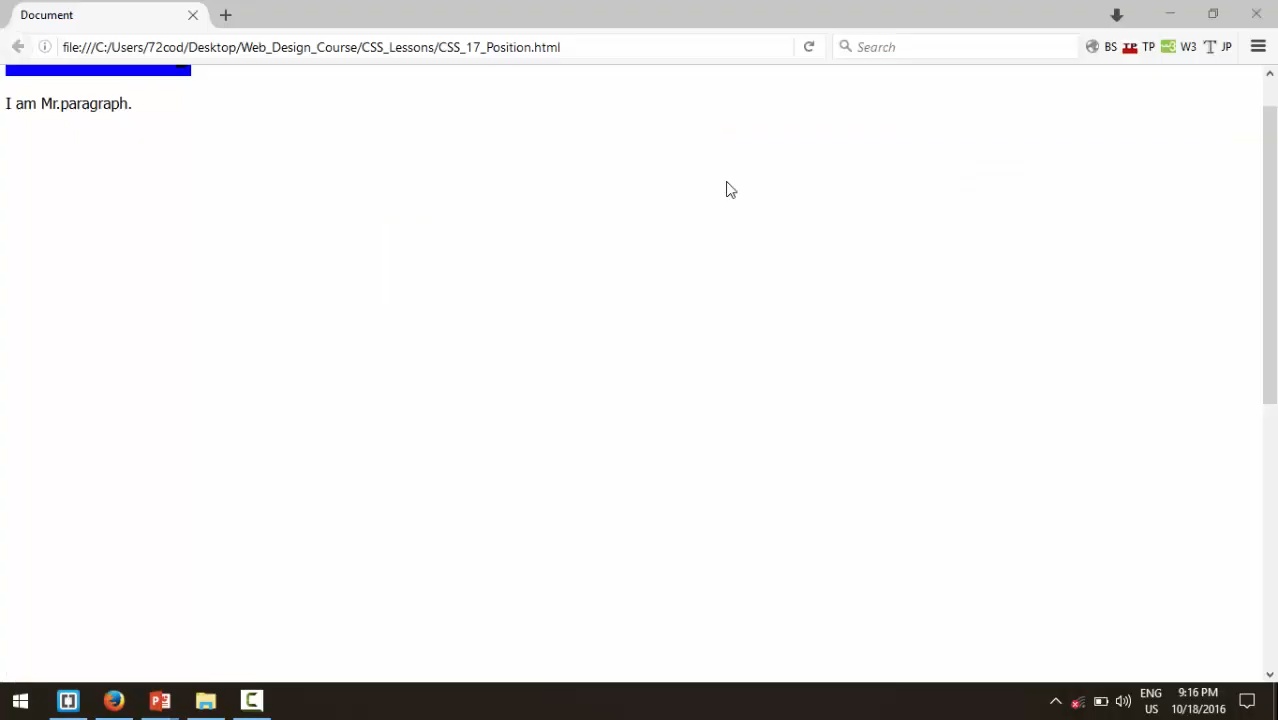 Document
file:///C:/Users/72cod/Desktop/Web_Design_Course/CSS_Lessons/CSS_17_Position.html
Search
BS
TP
TP
W3
JP
I am Mr.paragraph.
ENG
US
9:16 PM
10/18/2016